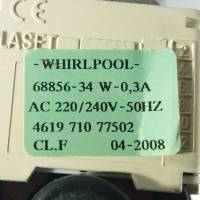 LASET
-WHIRLPOOL-
68856-34 W-0,3A
AC 220/240V-50HZ
4619 710 77502
CL.F 04-2008